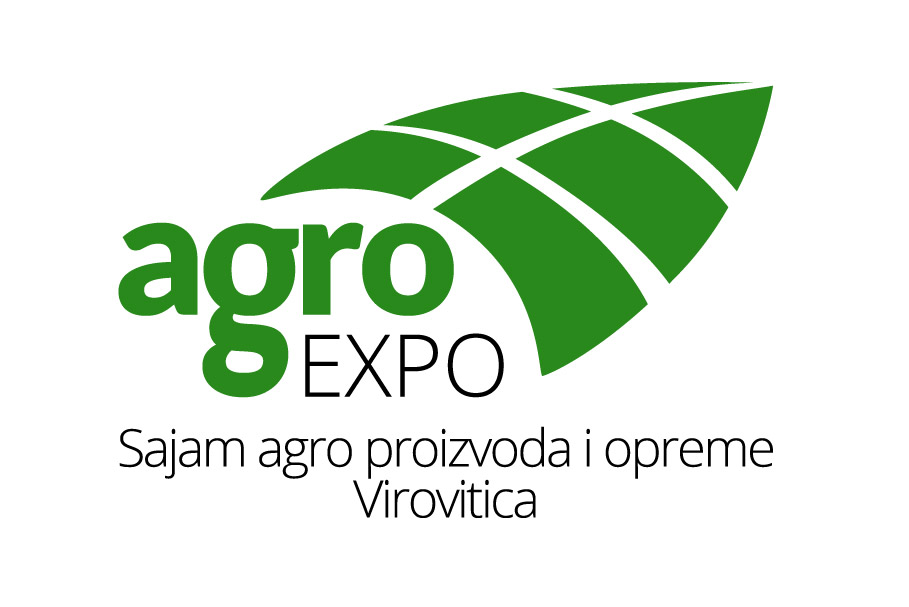 agro
EXPO
Sajam agro proizvoda i opreme
Virovitica